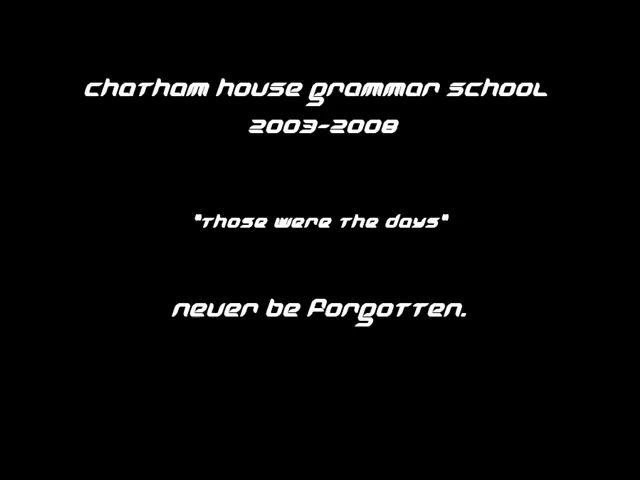 Chatham House Grammar School
2003-2008
"Those were the days"
never be forgotten.